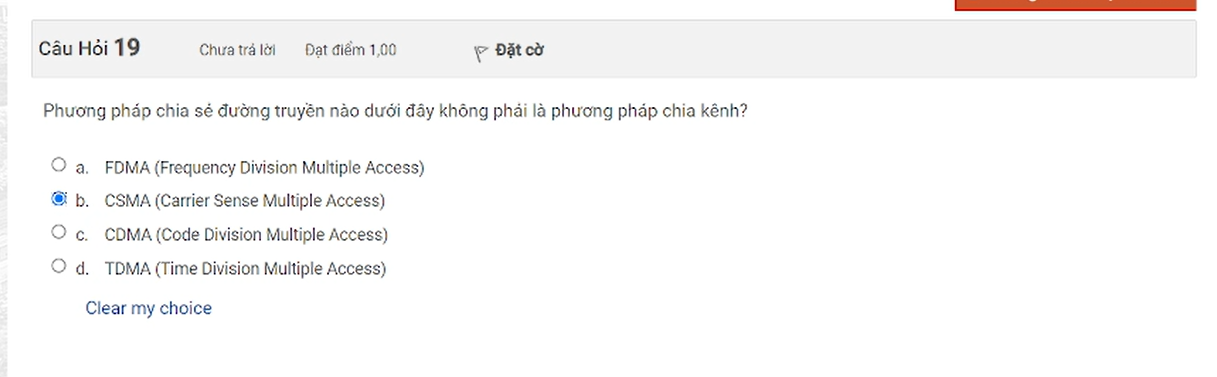 Câu Hỏi 19 Chưa trả lời Đạt điểm 1,00 Đặt cờ
Phương pháp chia sẻ đường truyền nào dưới đây không phải là phương pháp chia kênh?
a. FDMA (Frequency Division Multiple Access)
b. CSMA (Carrier Sense Multiple Access)
c. CDMA (Code Division Multiple Access)
d. TDMA (Time Division Multiple Access)
Clear my choice